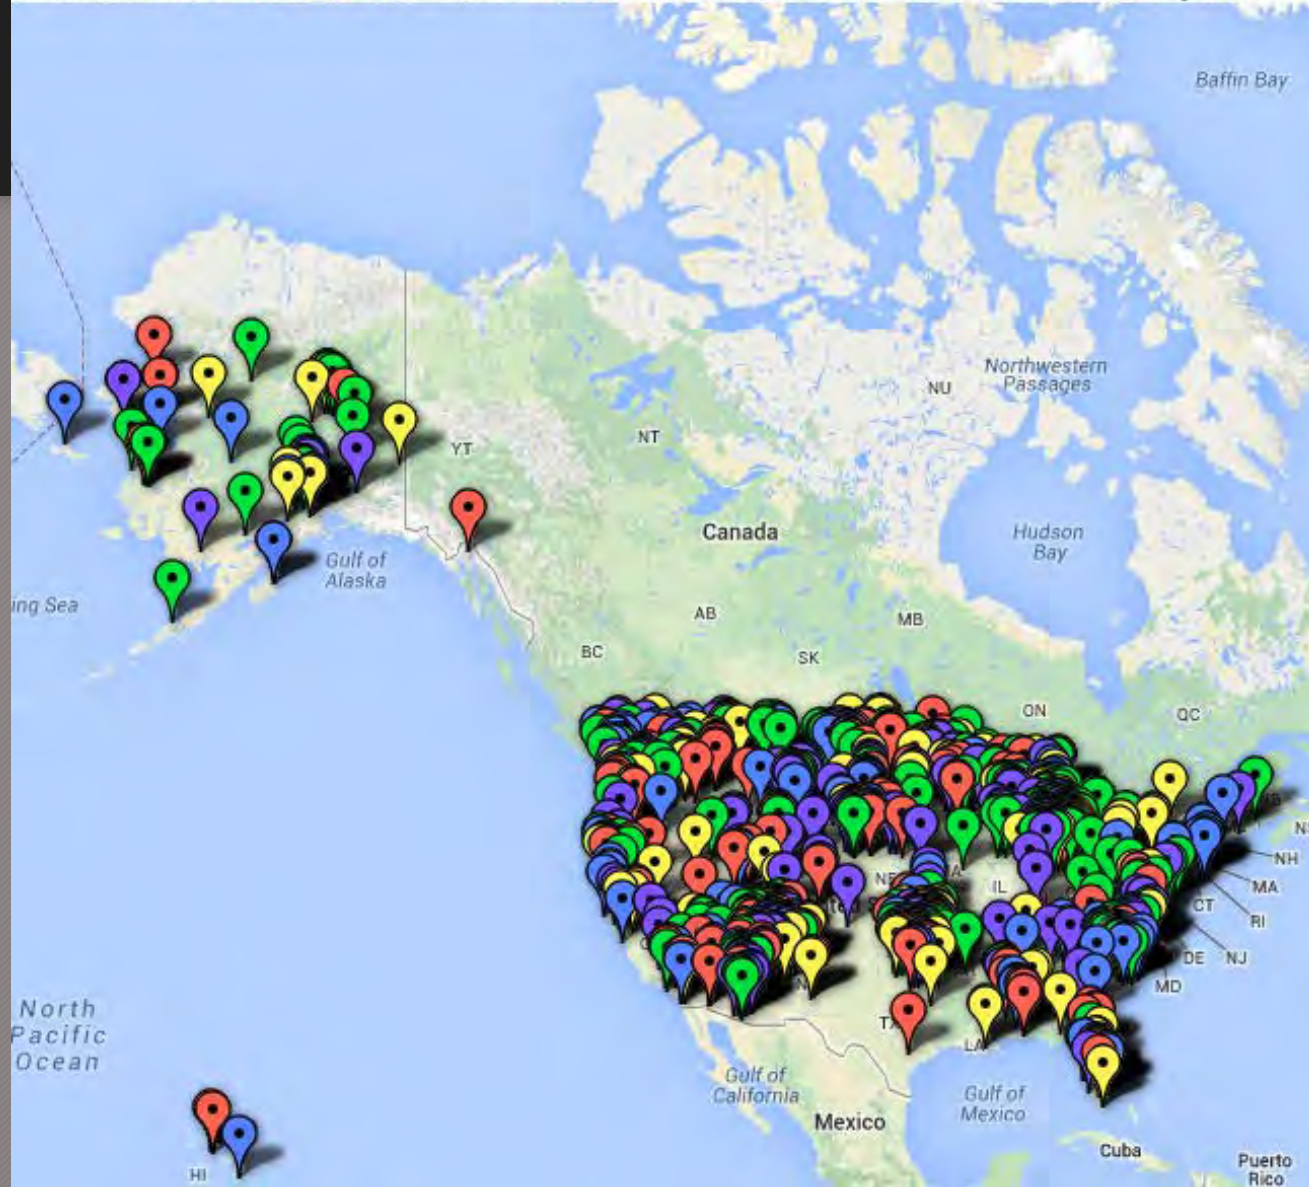 Baffin Bay
Northwestern
Passages
NU
NT
YT
Canada
Hudson
Bay
Gulf of
Alaska
ing Sea
AB
MB
BC
SK
ON
QC
NH
NE
IL
MA
CT
RI
DE
NJ
MD
North
Pacific
Ocean
LA
Gulf of
California
Gulf of
Mexico
Mexico
Cuba
Puerto
Rico
HI